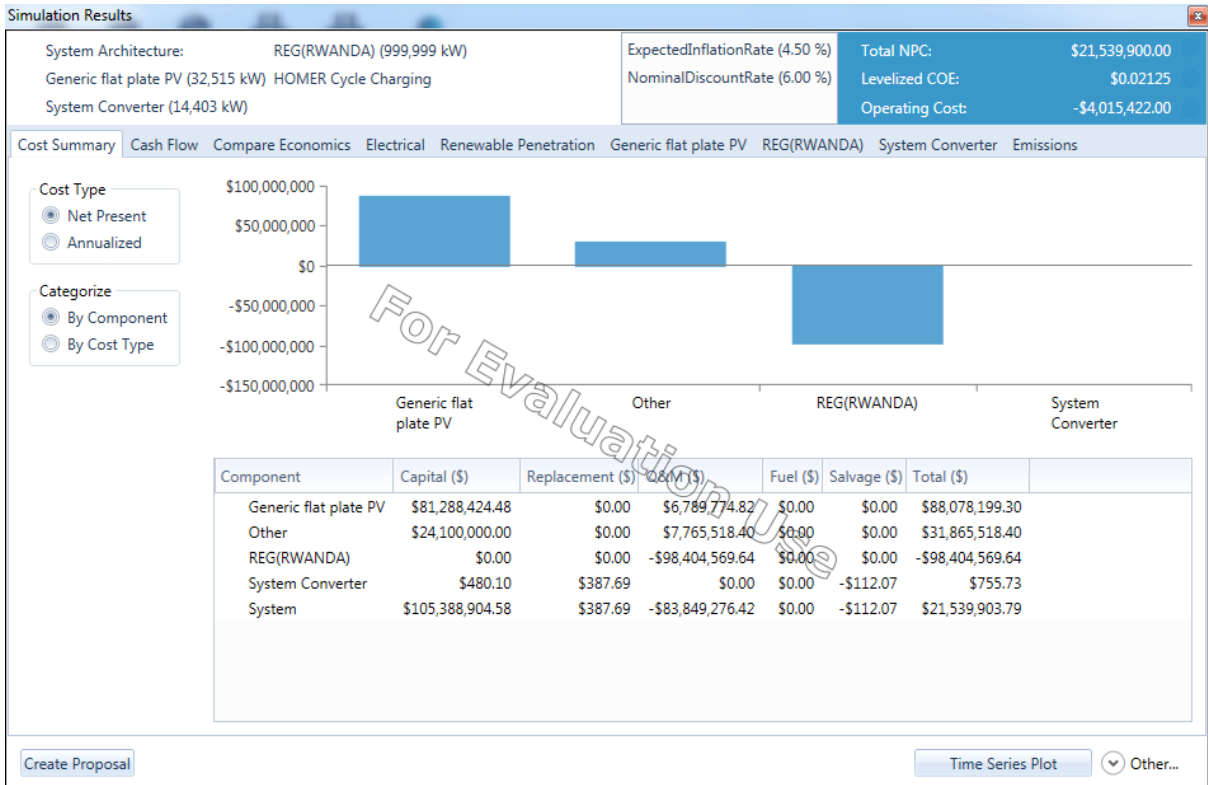 Simulation Results
System Architecture: REG(RWANDA) (999,999 kW)
Generic flat plate PV (32,515 kW) HOMER Cycle Charging
System Converter (14,403 kW)
ExpectedInflationRate (4.50 %)
NominalDiscountRate (6.00 %)
Total NPC: $21,539,900.00
Levelized COE: $0.02125
Operating Cost: -$4,015,422.00
Cost Summary Cash Flow Compare Economics Electrical Renewable Penetration Generic flat plate PV REG(RWANDA) System Converter Emissions
Cost Type
Net Present
Annualized
Categorize
By Component
By Cost Type
$100,000,000
$50,000,000
$0
-$50,000,000
-$100,000,000
-$150,000,000
Generic flat
plate PV
Other
REG(RWANDA)
System
Converter
For Evaluation Use
Component Capital ($) Replacement ($) O&M ($) Fuel ($) Salvage ($) Total ($)
Generic flat plate PV $81,288,424.48 $0.00 $6,789,774.82 $0.00 $0.00 $88,078,199.30
Other $24,100,000.00 $0.00 $7,765,518.40 $0.00 $0.00 $31,865,518.40
REG(RWANDA) $0.00 $0.00 -$98,404,569.64 $0.00 $0.00 -$98,404,569.64
System Converter $480.10 $387.69 $0.00 $0.00 -$112.07 $755.73
System $105,388,904.58 $387.69 -$83,849,276.42 $0.00 -$112.07 $21,539,903.79
Create Proposal
Time Series Plot
Other...